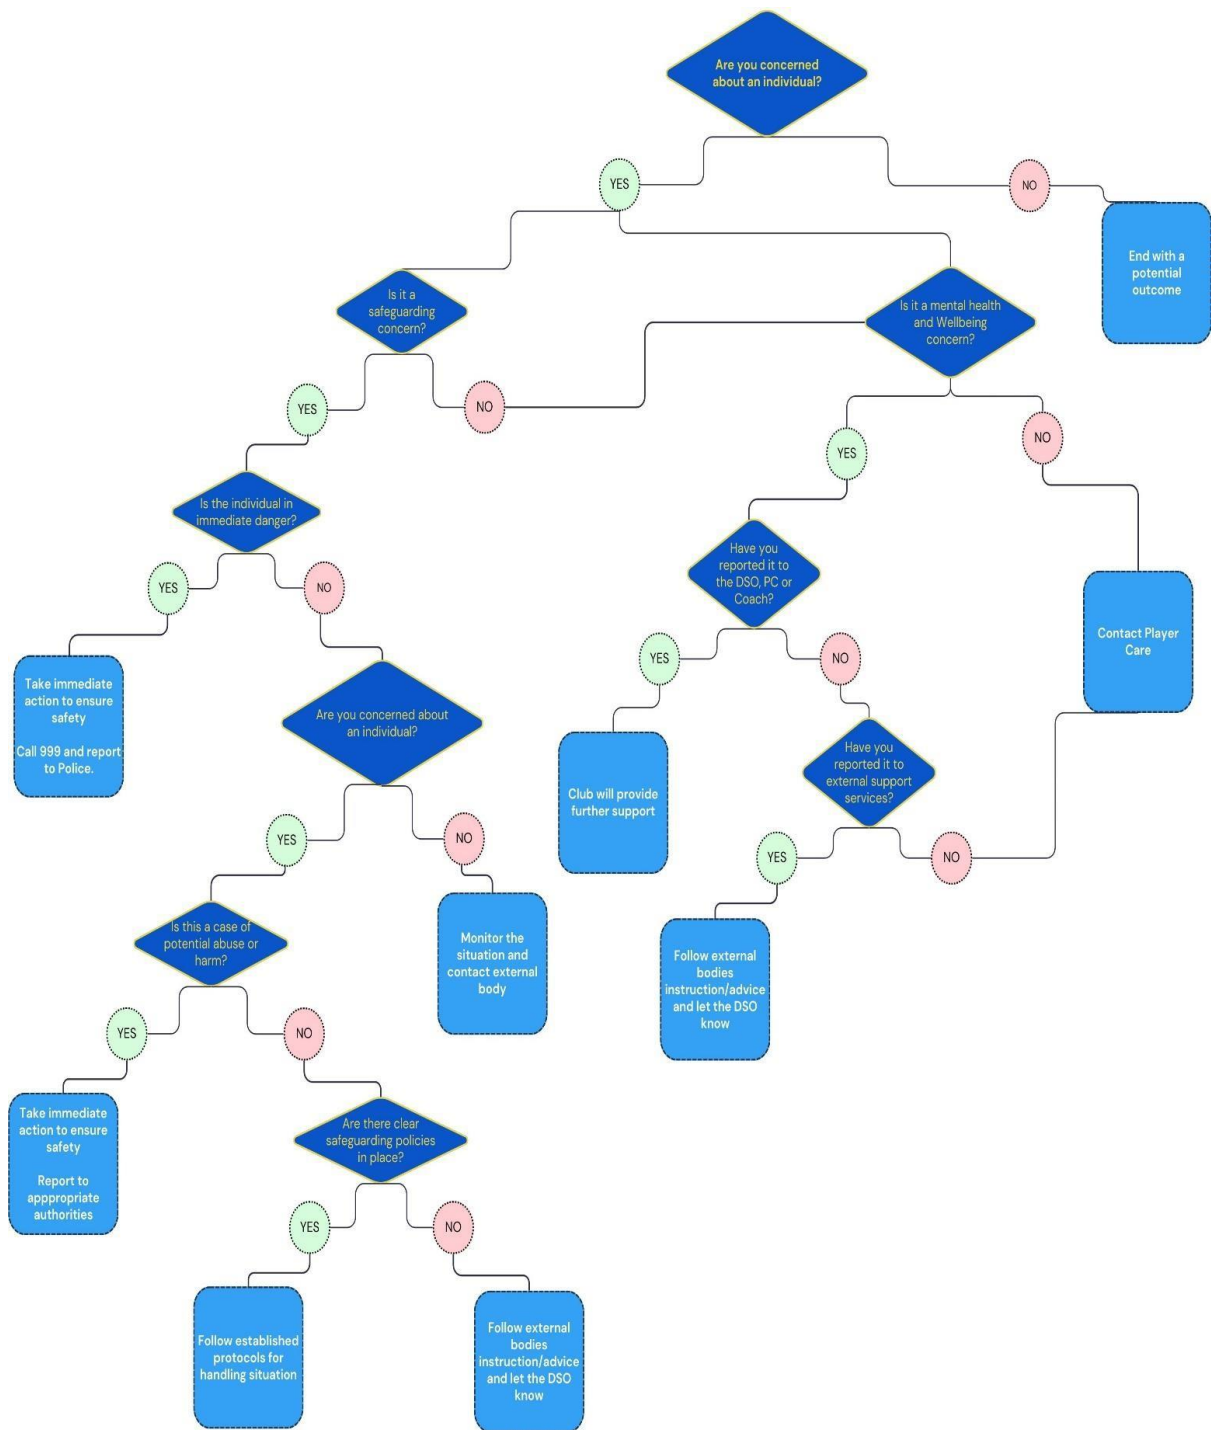 Are you concerned
about an individual?
YES
NO
End with a
potential
outcome
Is it a
safeguarding
concern?
Is it a mental health
and Wellbeing
concern?
YES
NO
YES
NO
Is the individual in
immediate danger?
Have you
reported it to
the DSO, PC or
Coach?
YES
NO
Contact Player
Care
YES
NO
Take immediate
action to ensure
safety
Call 999 and report
to Police.
Are you concerned about
an individual?
Club will provide
further support
Have you
reported it to
external support
services?
YES
NO
YES
NO
Is this a case of
potential abuse or
harm?
Monitor the
situation and
contact external
body
Follow external
bodies
instruction/advice
and let the DSO
know
YES
NO
Take immediate
action to ensure
safety
Report to
apppropriate
authorities
Are there clear
safeguarding policies
in place?
YES
NO
Follow established
protocols for
handling situation
Follow external
bodies
instruction/advice
and let the DSO
know